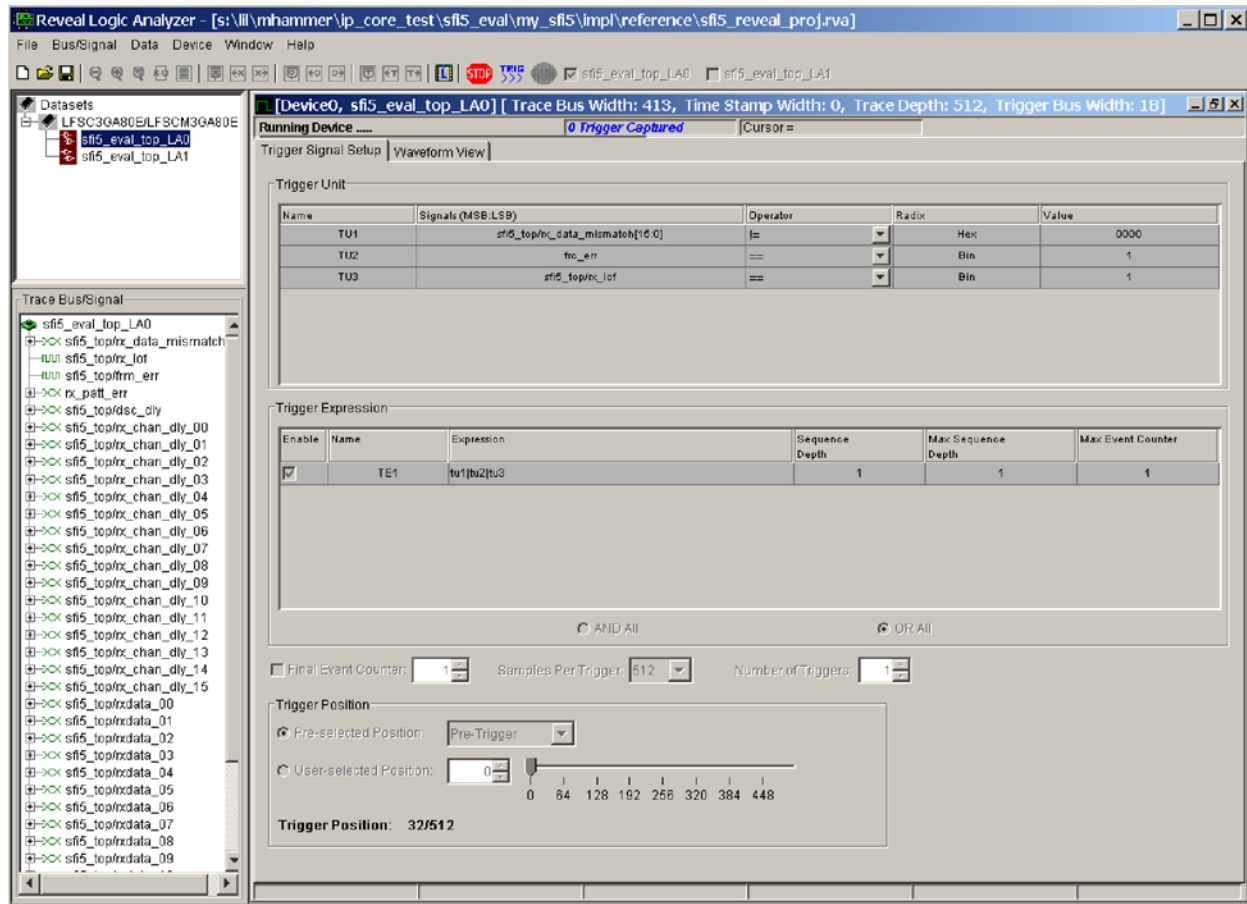 Reveal Logic Analyzer - [s:\lil\mhammer\ip_core_test\sfi5_eval\my_sfi5\impl\reference\sfi5_reveal_proj.rva]
File Bus/Signal Data Device Window Help
STOP TRIG sfi5_eval_top_LA0 sfi5_eval_top_LA1
Datasets
LFSC3GA80E/LFSCM3GA80E
sfi5_eval_top_LA0
sfi5_eval_top_LA1
Trace Bus/Signal
sfi5_eval_top_LA0
sfi5_top/rx_data_mismatch
sfi5_top/rx_lof
sfi5_top/frm_err
rx_patt_err
sfi5_top/dsc_dly
sfi5_top/rx_chan_dly_00
sfi5_top/rx_chan_dly_01
sfi5_top/rx_chan_dly_02
sfi5_top/rx_chan_dly_03
sfi5_top/rx_chan_dly_04
sfi5_top/rx_chan_dly_05
sfi5_top/rx_chan_dly_06
sfi5_top/rx_chan_dly_07
sfi5_top/rx_chan_dly_08
sfi5_top/rx_chan_dly_09
sfi5_top/rx_chan_dly_10
sfi5_top/rx_chan_dly_11
sfi5_top/rx_chan_dly_12
sfi5_top/rx_chan_dly_13
sfi5_top/rx_chan_dly_14
sfi5_top/rx_chan_dly_15
sfi5_top/rxdata_00
sfi5_top/rxdata_01
sfi5_top/rxdata_02
sfi5_top/rxdata_03
sfi5_top/rxdata_04
sfi5_top/rxdata_05
sfi5_top/rxdata_06
sfi5_top/rxdata_07
sfi5_top/rxdata_08
sfi5_top/rxdata_09
[Device0, sfi5_eval_top_LA0] [ Trace Bus Width: 413, Time Stamp Width: 0, Trace Depth: 512, Trigger Bus Width: 18]
Running Device ..... 0 Trigger Captured Cursor =
Trigger Signal Setup Waveform View
Trigger Unit
Name Signals (MSB:LSB) Operator Radix Value
TU1 sfi5_top/rx_data_mismatch[15:0] != Hex 0000
TU2 frc_err == Bin 1
TU3 sfi5_top/rx_lof == Bin 1
Trigger Expression
Enable Name Expression Sequence Depth Max Sequence Depth Max Event Counter
TE1 tu1|tu2|tu3 1 1 1
AND All OR All
Final Event Counter: 1 Samples Per Trigger: 512 Number of Triggers: 1
Trigger Position
Pre-selected Position: Pre-Trigger
User-selected Position: 0
0 64 128 192 256 320 384 448
Trigger Position: 32/512